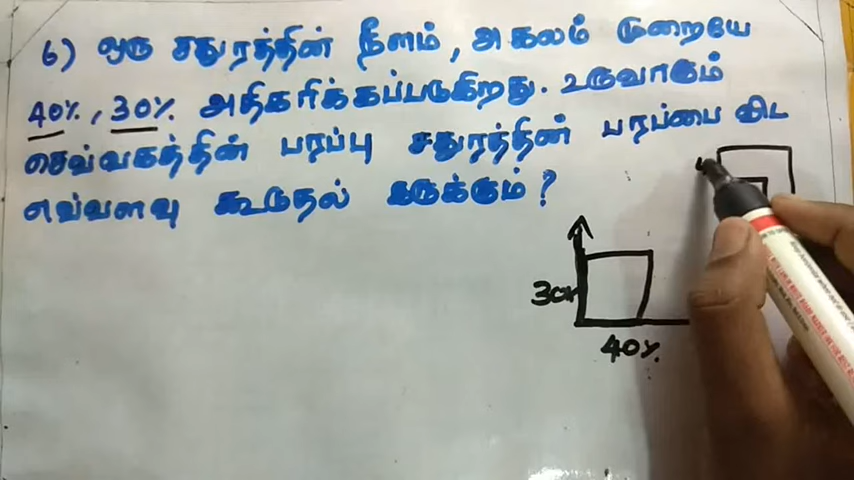 6) ஒரு சதுரத்தின் நீளம், அகலம் முறையே
40%, 30% அதிகரிக்கப்படுகிறது. உருவாகும்
செவ்வகத்தின் பரப்பு சதுரத்தின் பரப்பை விட
எவ்வளவு கூடுதல் இருக்கும்?
30%
40%